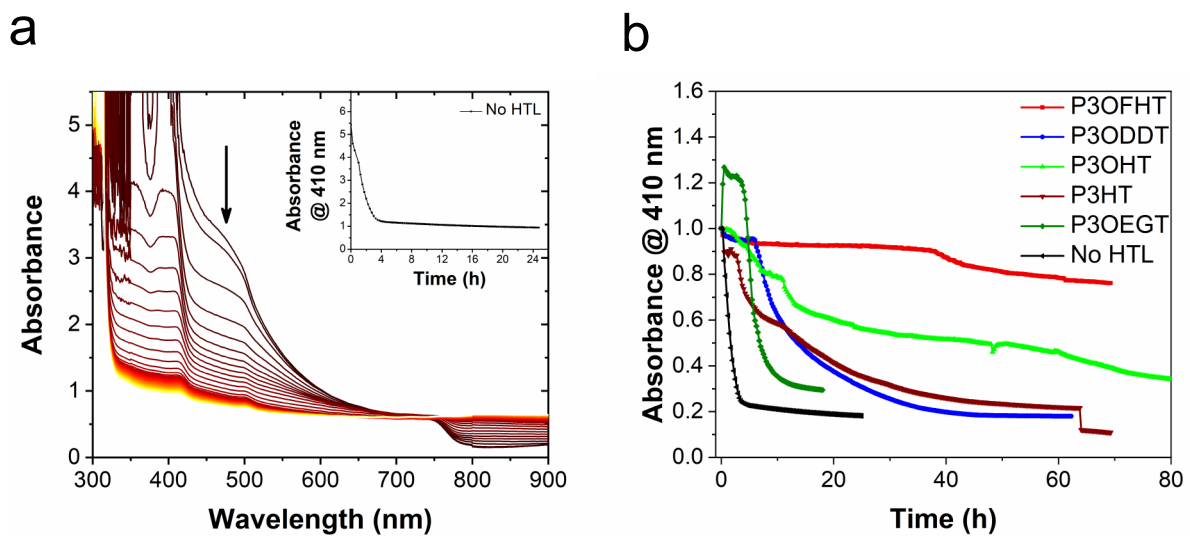 a
5
4
3
2
1
0
Absorbance
300 400 500 600 700 800 900
Wavelength (nm)
6
5
4
3
2
1
0
Absorbance
@ 410 nm
No HTL
0 4 8 12 16 20 24
Time (h)
b
1.6
1.4
1.2
1.0
0.8
0.6
0.4
0.2
0.0
Absorbance @ 410 nm
P3OFHT
P3ODDT
P3OHT
P3HT
P3OEGT
No HTL
0 20 40 60 80
Time (h)